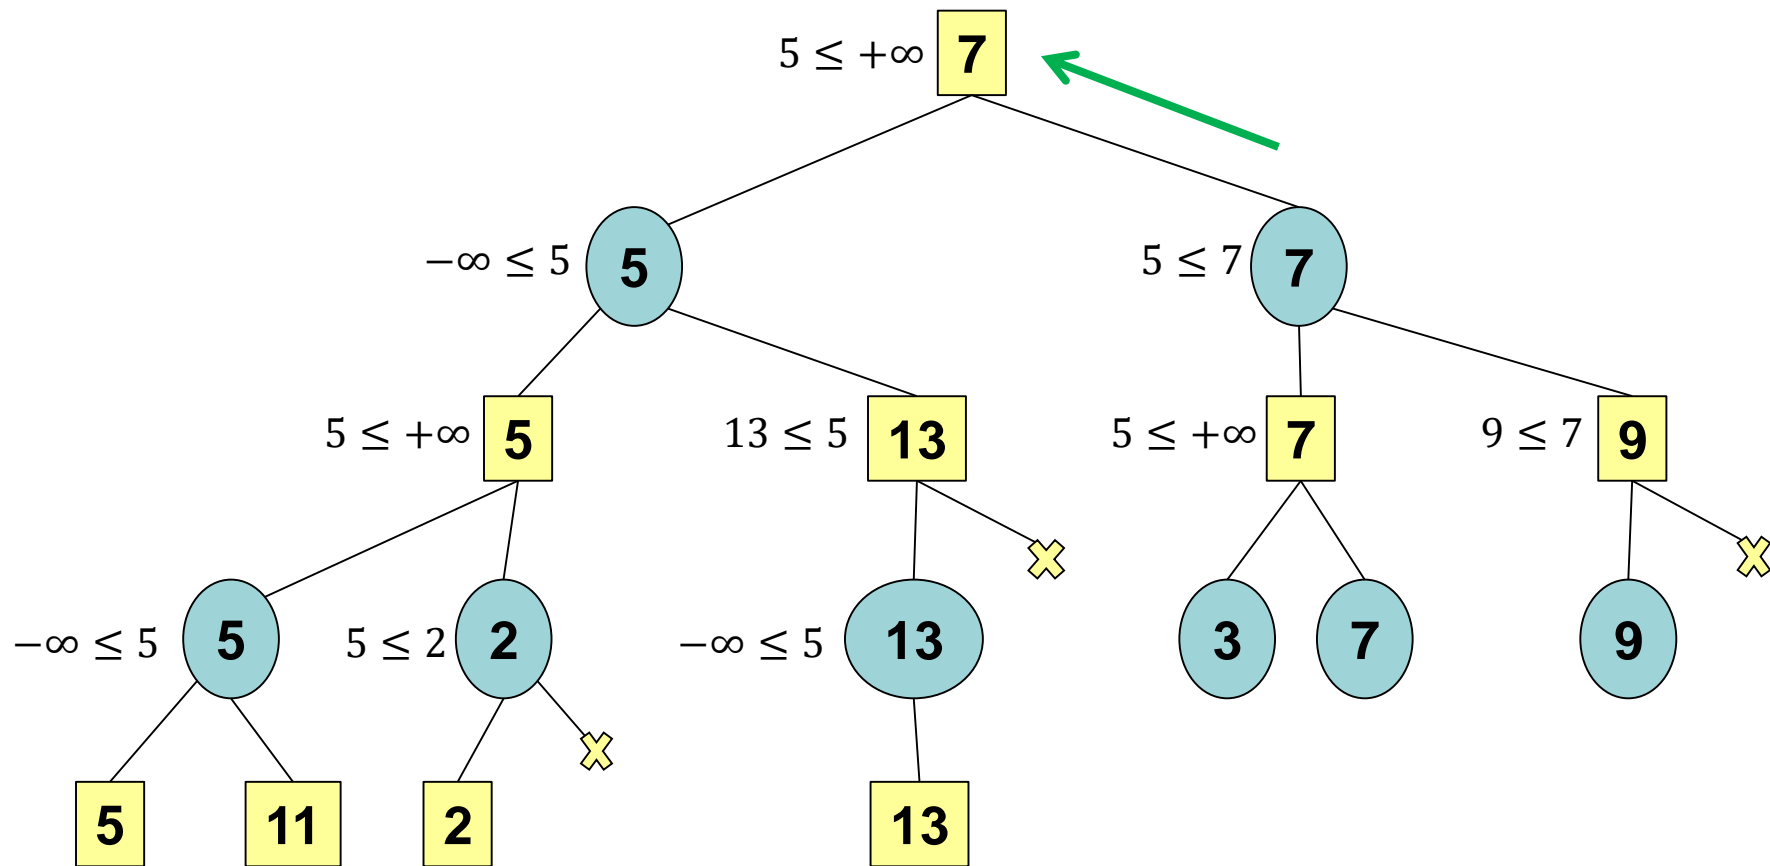 5 ≤ +∞ 7
−∞ ≤ 5 5 5 ≤ 7 7
5 ≤ +∞ 5 13 ≤ 5 13 5 ≤ +∞ 7 9 ≤ 7 9
−∞ ≤ 5 5 5 ≤ 2 2 −∞ ≤ 5 13 3 7 9
5 11 2 13